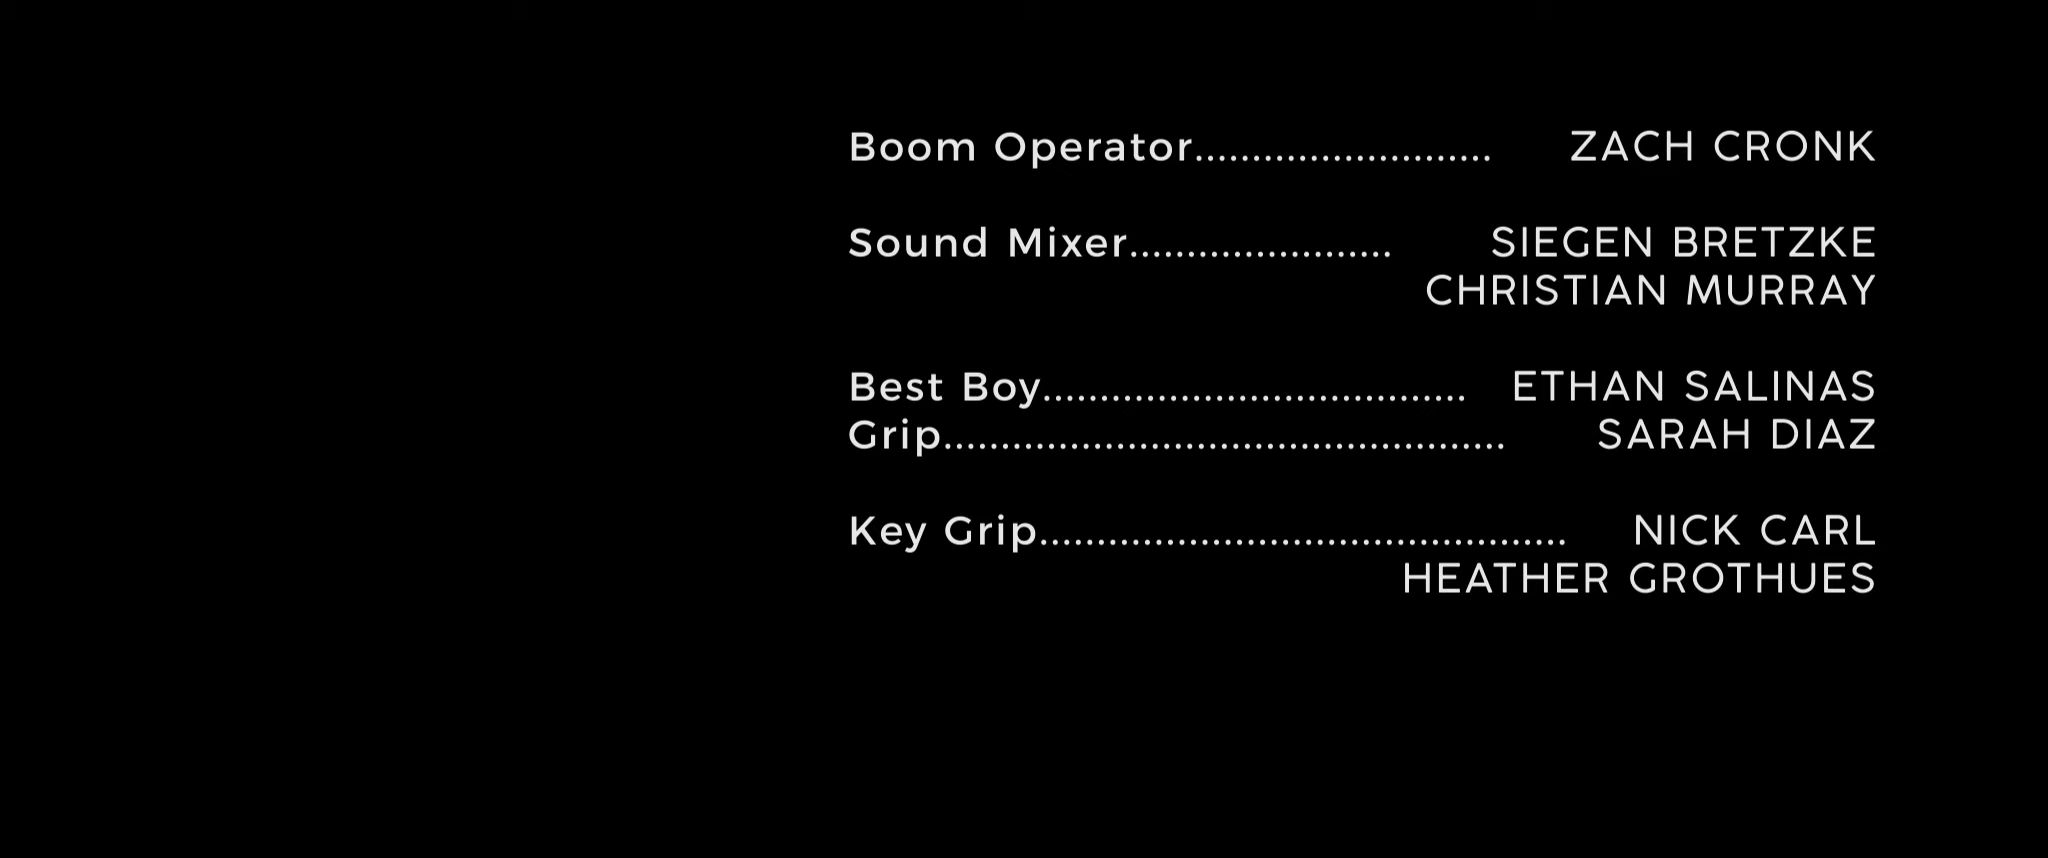 Boom Operator.......................... ZACH CRONK
Sound Mixer....................... SIEGEN BRETZKE
CHRISTIAN MURRAY
Best Boy..................................... ETHAN SALINAS
Grip................................................. SARAH DIAZ
Key Grip.............................................. NICK CARL
HEATHER GROTHUES